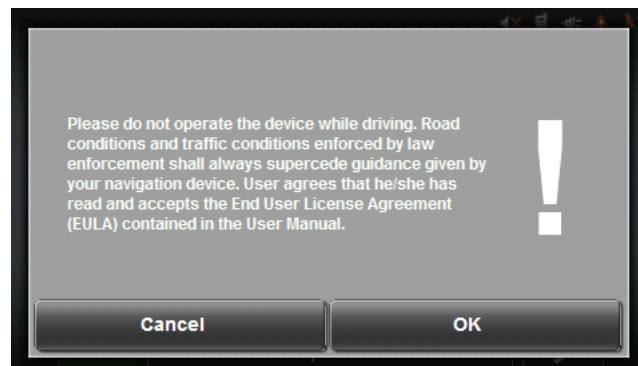 Please do not operate the device while driving. Road
conditions and traffic conditions enforced by law
enforcement shall always supercede guidance given by
your navigation device. User agrees that he/she has
read and accepts the End User License Agreement
(EULA) contained in the User Manual.
!
Cancel OK